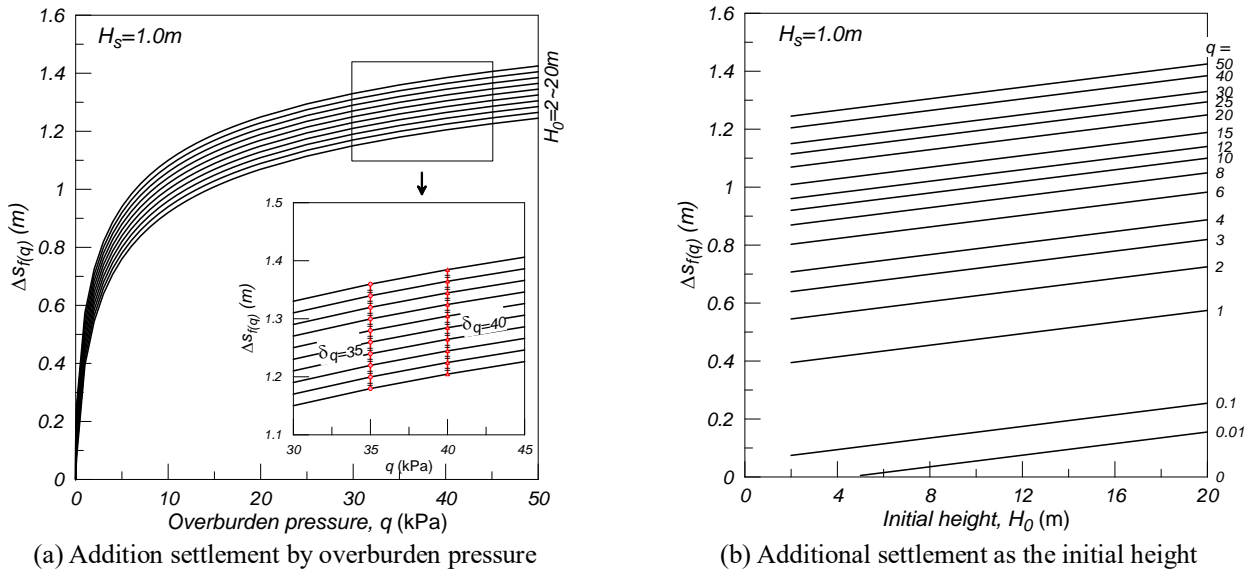 1.6
1.4
1.2
1
0.8
0.6
0.4
0.2
0
Δs_f(q) (m)
H_s=1.0m
H_0=2~20m
1.5
1.4
1.3
1.2
1.1
Δs_f(q) (m)
δ_q=35
δ_q=40
30 35 40 45
q (kPa)
0 10 20 30 40 50
Overburden pressure, q (kPa)
(a) Addition settlement by overburden pressure
1.6
1.4
1.2
1
0.8
0.6
0.4
0.2
0
Δs_f(q) (m)
H_s=1.0m
q =
50
40
30
25
20
15
12
10
8
6
4
3
2
1
0.1
0.01
0
0 4 8 12 16 20
Initial height, H_0 (m)
(b) Additional settlement as the initial height